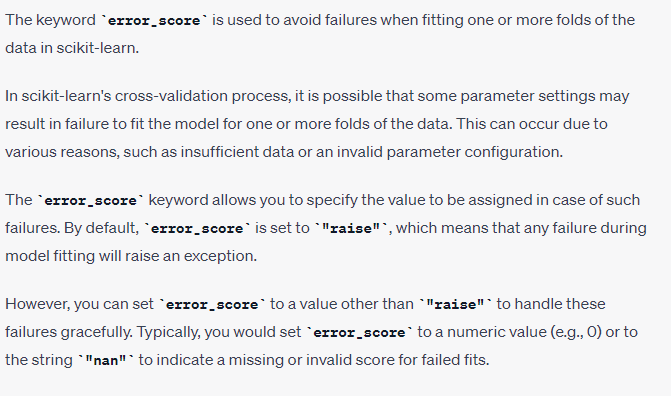 The keyword `error_score` is used to avoid failures when fitting one or more folds of the
data in scikit-learn.
In scikit-learn's cross-validation process, it is possible that some parameter settings may
result in failure to fit the model for one or more folds of the data. This can occur due to
various reasons, such as insufficient data or an invalid parameter configuration.
The `error_score` keyword allows you to specify the value to be assigned in case of such
failures. By default, `error_score` is set to `"raise"`, which means that any failure during
model fitting will raise an exception.
However, you can set `error_score` to a value other than `"raise"` to handle these
failures gracefully. Typically, you would set `error_score` to a numeric value (e.g., 0) or to
the string `"nan"` to indicate a missing or invalid score for failed fits.